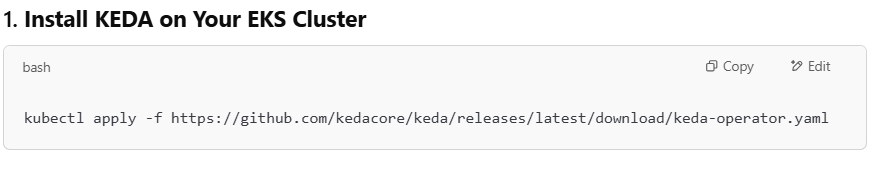 1. Install KEDA on Your EKS Cluster
bash Copy Edit
kubectl apply -f https://github.com/kedacore/keda/releases/latest/download/keda-operator.yaml